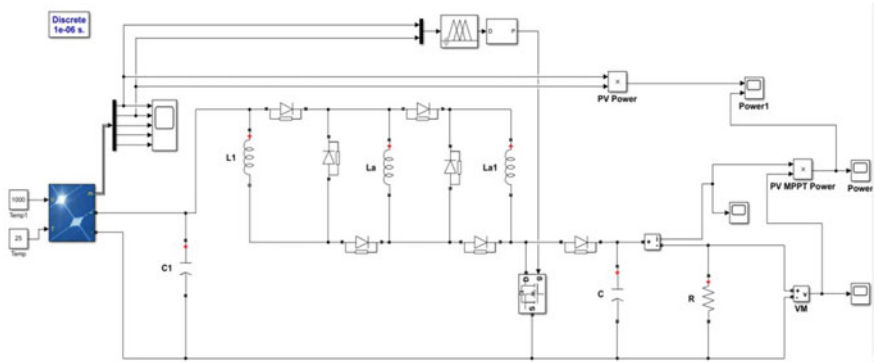 Discrete
1e-06 s.
D P
PV Power
Power1
L1
La
La1
1000
Temp1
25
Temp
C1
PV MPPT Power
Power
C
R
VM